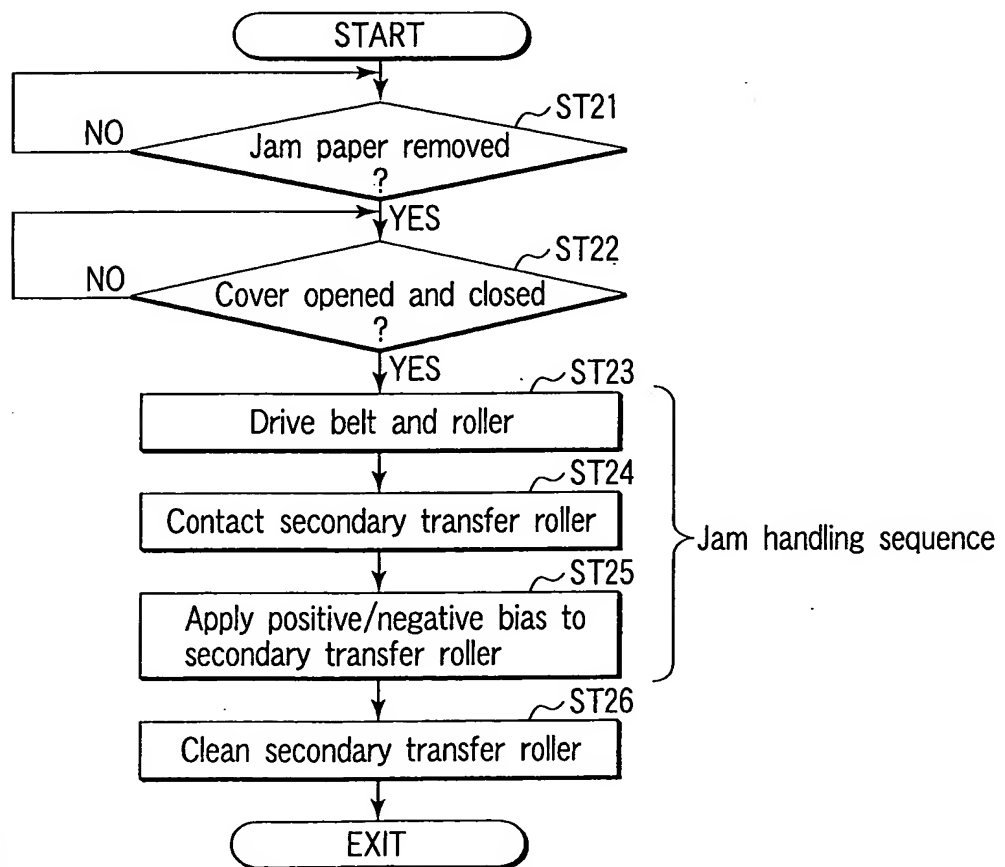 START
ST21
NO
Jam paper removed
?
YES
ST22
NO
Cover opened and closed
?
YES
ST23
Drive belt and roller
ST24
Contact secondary transfer roller
Jam handling sequence
ST25
Apply positive/negative bias to
secondary transfer roller
ST26
Clean secondary transfer roller
EXIT